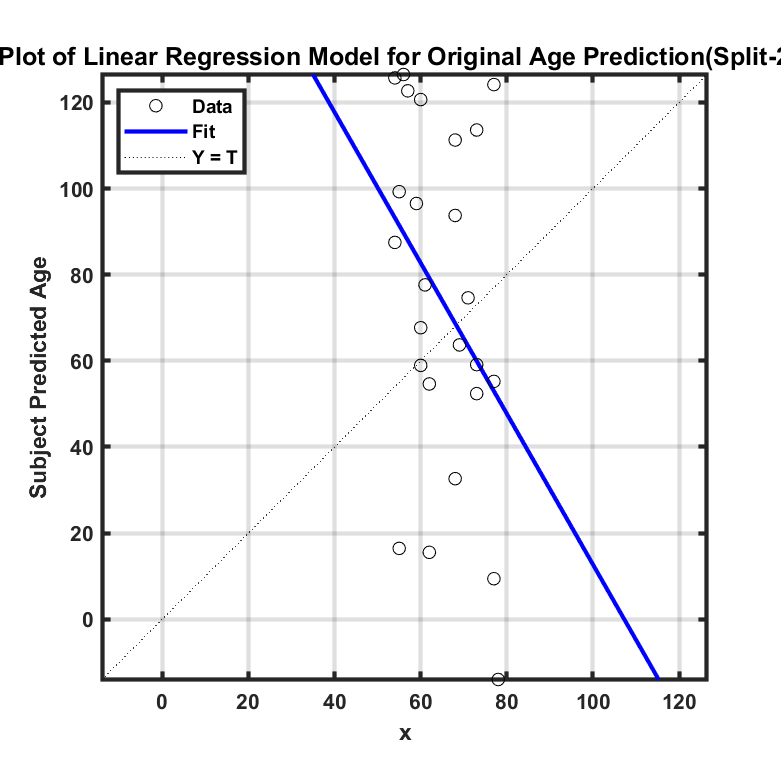 Plot of Linear Regression Model for Original Age Prediction(Split-2
Data
Fit
Y = T
120
100
80
60
40
20
0
Subject Predicted Age
0 20 40 60 80 100 120
x